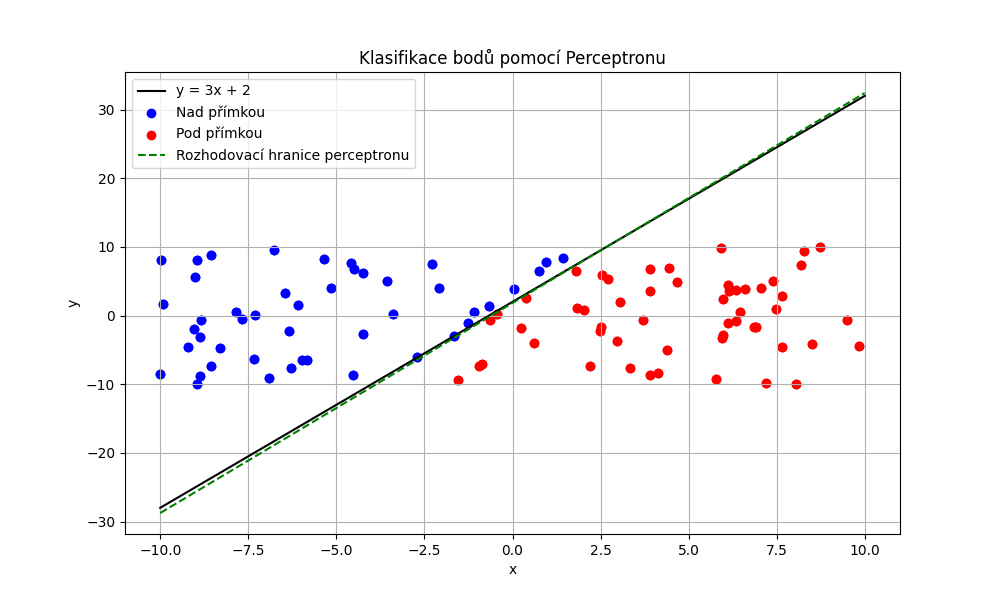 Klasifikace bodů pomocí Perceptronu
y = 3x + 2
Nad přímkou
Pod přímkou
Rozhodovací hranice perceptronu
30
20
10
0
−10
−20
−30
y
−10.0 −7.5 −5.0 −2.5 0.0 2.5 5.0 7.5 10.0
x